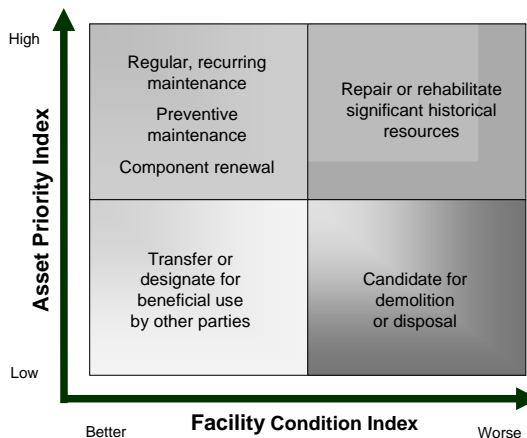 High
Regular, recurring
maintenance
Preventive
maintenance
Component renewal
Repair or rehabilitate
significant historical
resources
Asset Priority Index
Transfer or
designate for
beneficial use
by other parties
Candidate for
demolition
or disposal
Low
Better
Facility Condition Index
Worse